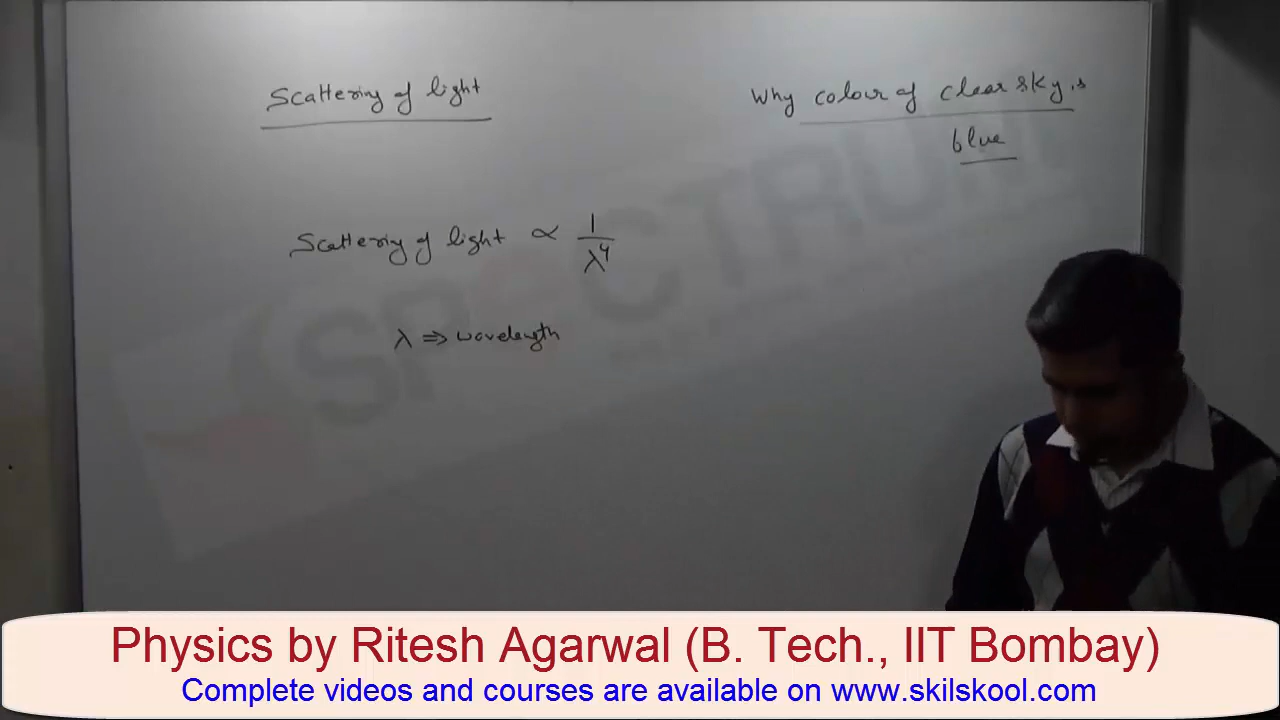 Scattering of light
Why colour of clear sky is
blue
Scattering of light ∝ 1/λ⁴
λ ⇒ wavelength
SPECTRUM
Physics by Ritesh Agarwal (B. Tech., IIT Bombay)
Complete videos and courses are available on www.skilskool.com